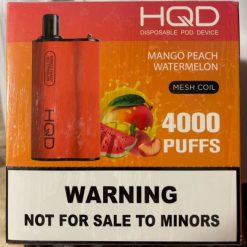 HQD
DISPOSABLE POD DEVICE
MANGO PEACH
WATERMELON
MESH COIL
HQD
4000
PUFFS
WARNING
NOT FOR SALE TO MINORS